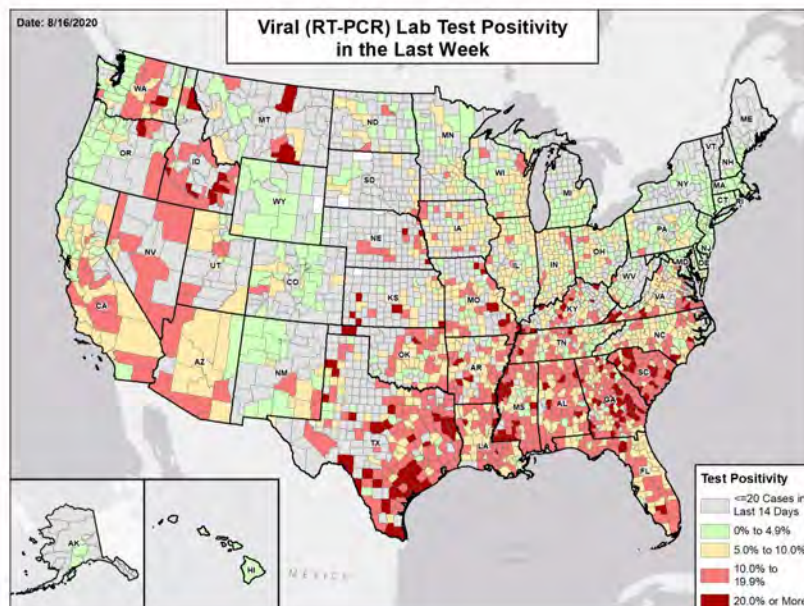 Date: 8/16/2020
Viral (RT-PCR) Lab Test Positivity
in the Last Week
WA
MT
ND
MN
ME
OR
ID
SD
WI
VT
NH
WY
MI
NY
MA
CT
RI
NV
UT
NE
IA
PA
NJ
CA
CO
IL
IN
OH
MD
DE
WV
VA
KS
MO
KY
AZ
NM
OK
AR
TN
NC
SC
TX
LA
MS
AL
GA
FL
AK
HI
MÉXICO
Test Positivity
<=20 Cases in
Last 14 Days
0% to 4.9%
5.0% to 10.0%
10.0% to
19.9%
20.0% or More